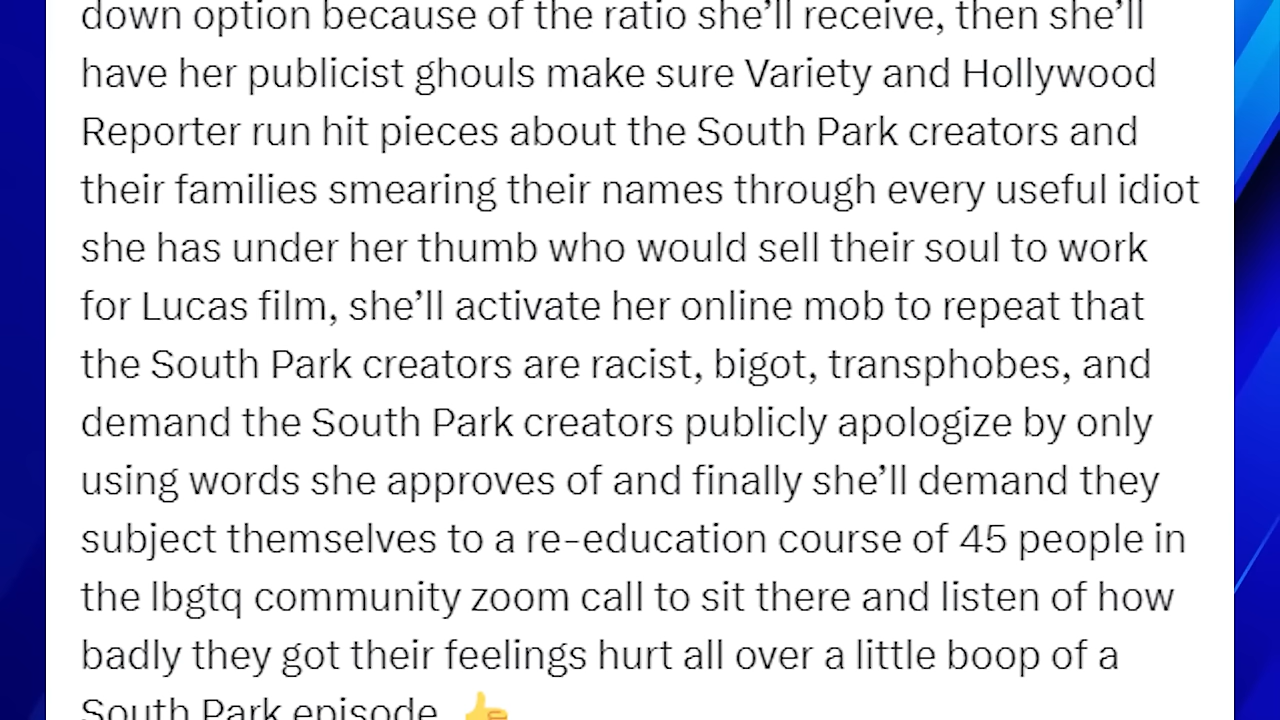 down option because of the ratio she’ll receive, then she’ll
have her publicist ghouls make sure Variety and Hollywood
Reporter run hit pieces about the South Park creators and
their families smearing their names through every useful idiot
she has under her thumb who would sell their soul to work
for Lucas film, she’ll activate her online mob to repeat that
the South Park creators are racist, bigot, transphobes, and
demand the South Park creators publicly apologize by only
using words she approves of and finally she’ll demand they
subject themselves to a re-education course of 45 people in
the lbgtq community zoom call to sit there and listen of how
badly they got their feelings hurt all over a little boop of a
South Park episode. 👍